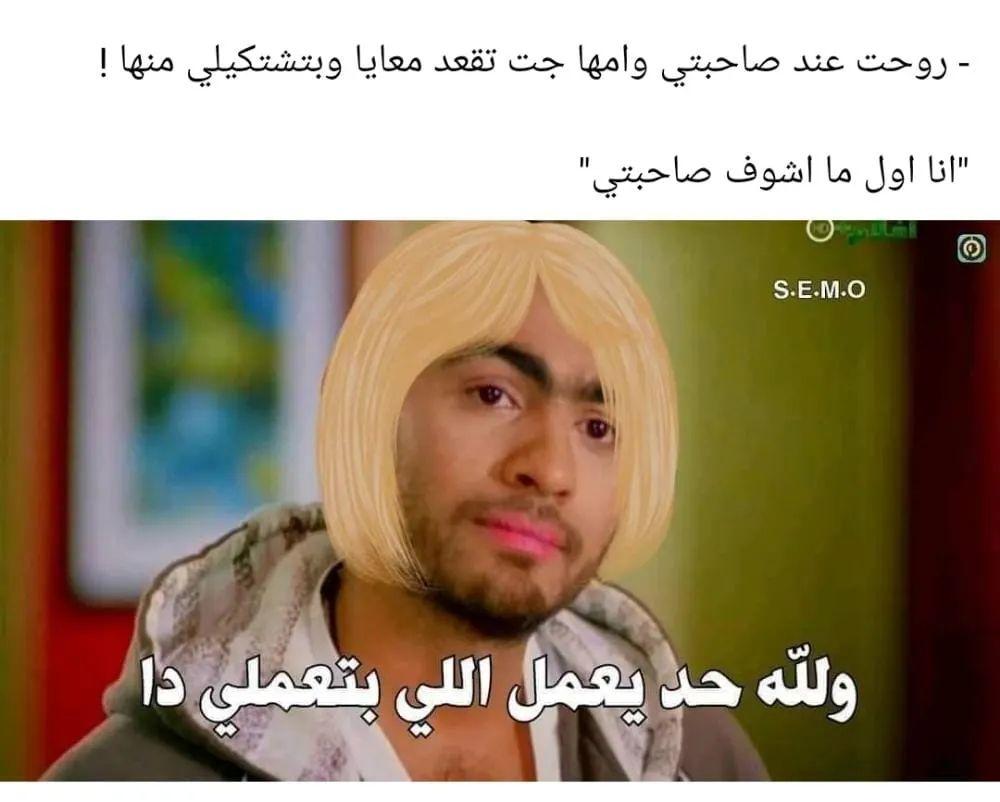 - روحت عند صاحبتي وامها جت تقعد معايا وبتشتكيلي منها !
"انا اول ما اشوف صاحبتي"
S.E.M.O
وللّه حد يعمل اللي بتعملي دا